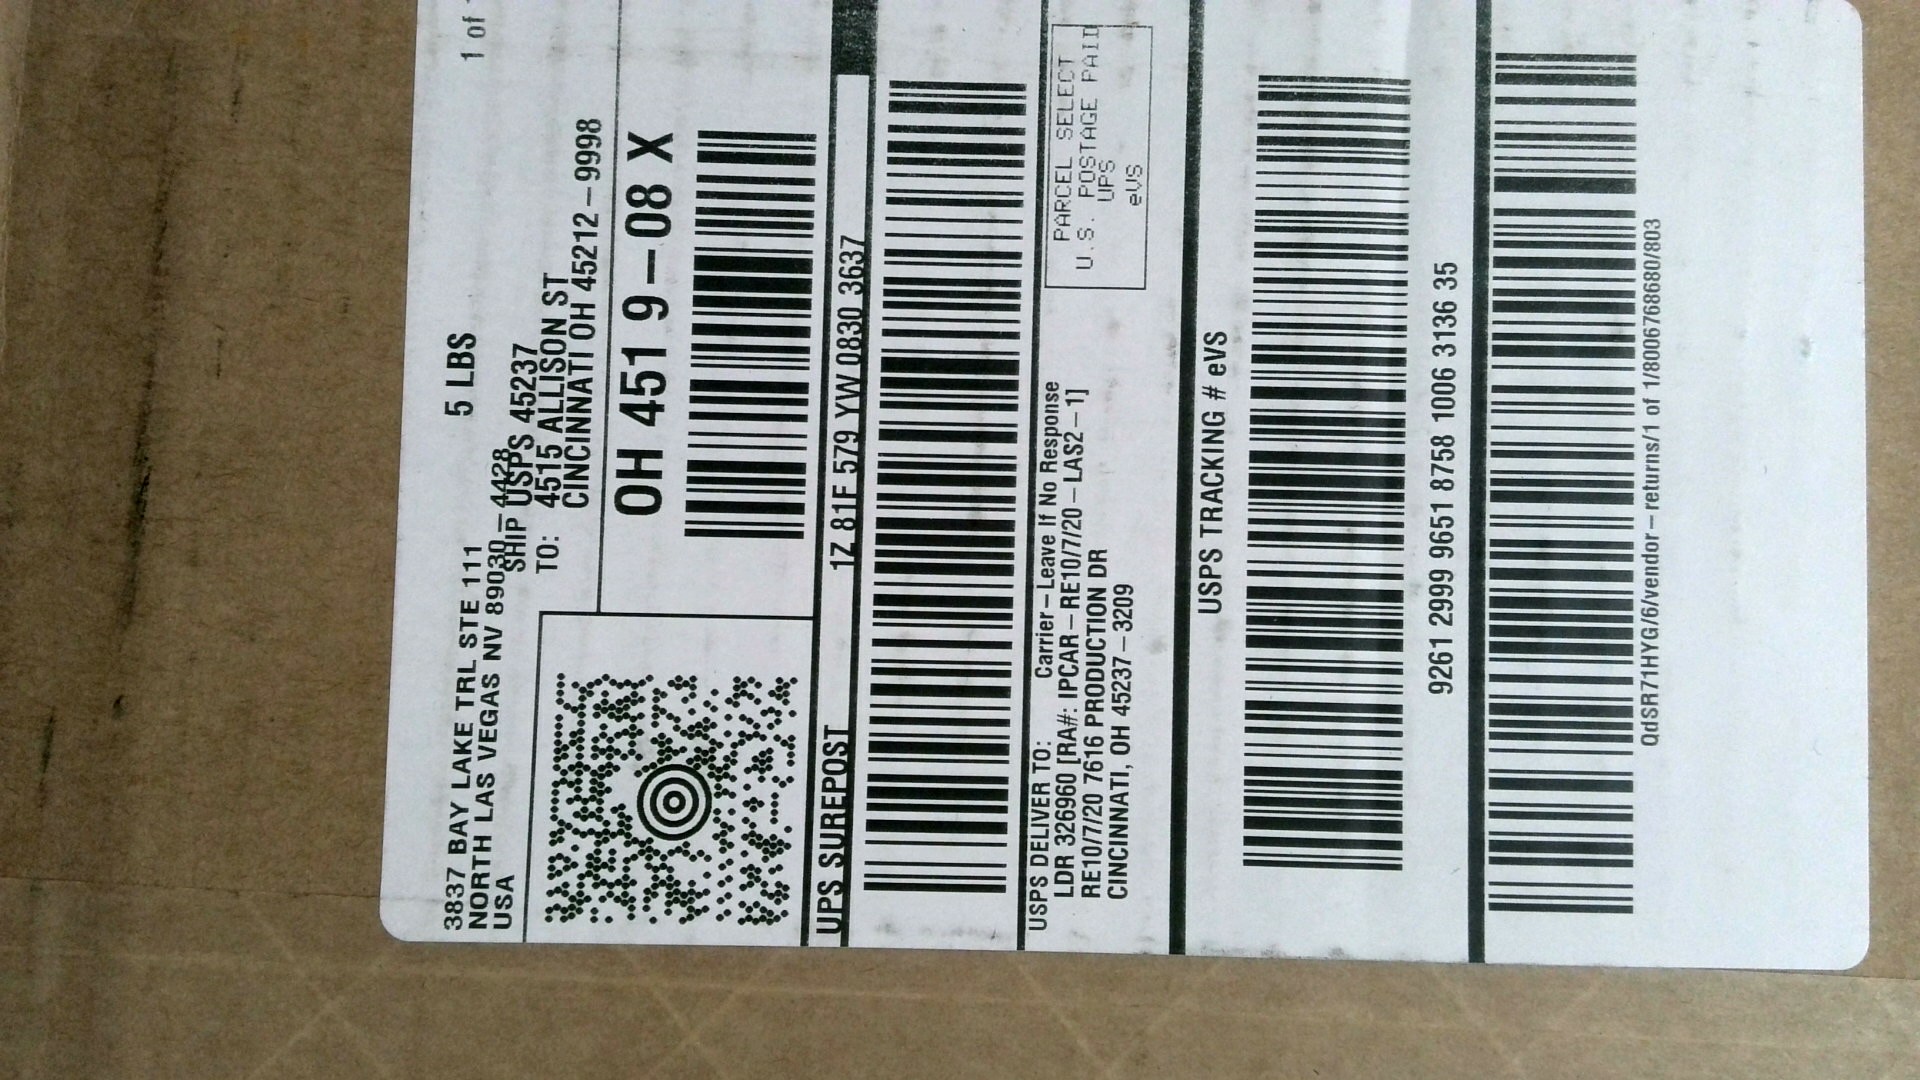 3837 BAY LAKE TRL STE 111
NORTH LAS VEGAS NV 89030-4428
USA
5 LBS
1 of
SHIP USPS 45237
TO: 4515 ALLISON ST
CINCINNATI OH 45212-9998
OH 451 9-08 X
UPS SUREPOST
1Z 81F 579 YW 0830 3637
USPS DELIVER TO:
Carrier-Leave If No Response
LDR 326960 [RA#: IPCAR-RE10/7/20-LAS2-1]
RE10/7/20 7616 PRODUCTION DR
CINCINNATI, OH 45237-3209
PARCEL SELECT
U.S. POSTAGE PAID
UPS
eVS
USPS TRACKING # eVS
9261 2999 9651 8758 1006 3136 35
QdSR71HYG/6/vendor-returns/1 of 1/8006768680/803